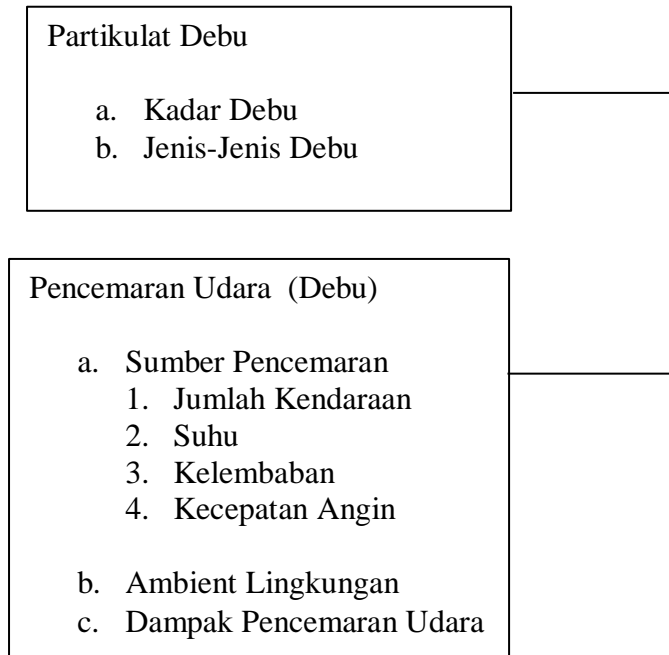 Partikulat Debu
a. Kadar Debu
b. Jenis-Jenis Debu
Pencemaran Udara (Debu)
a. Sumber Pencemaran
1. Jumlah Kendaraan
2. Suhu
3. Kelembaban
4. Kecepatan Angin
b. Ambient Lingkungan
c. Dampak Pencemaran Udara